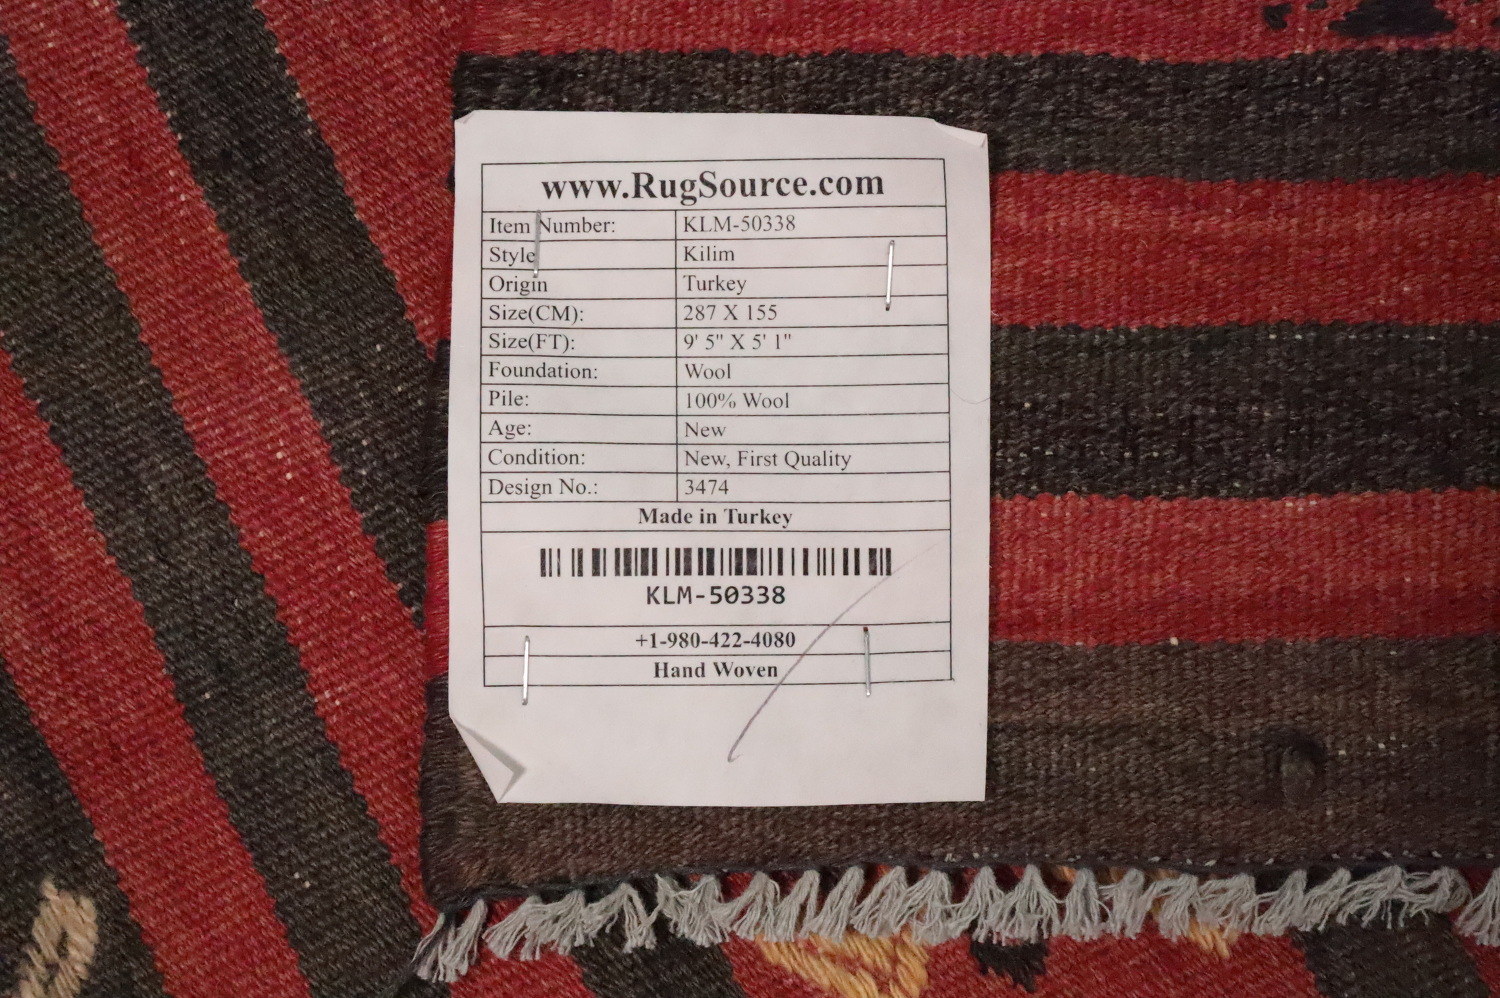 www.RugSource.com
Item Number: KLM-50338
Style Kilim
Origin Turkey
Size(CM): 287 X 155
Size(FT): 9' 5" X 5' 1"
Foundation: Wool
Pile: 100% Wool
Age: New
Condition: New, First Quality
Design No.: 3474
Made in Turkey
KLM-50338
+1-980-422-4080
Hand Woven